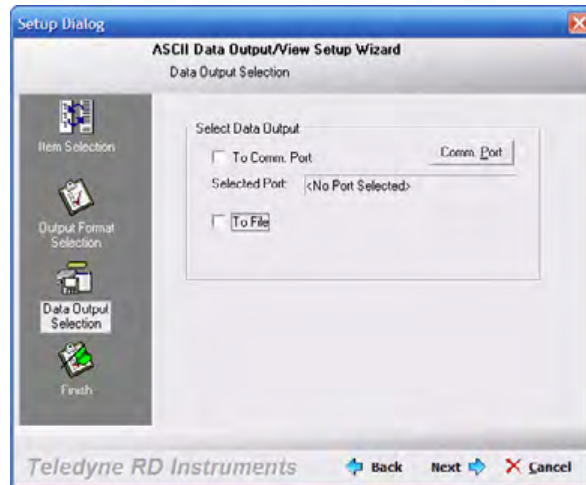 Setup Dialog
ASCII Data Output/View Setup Wizard
Data Output Selection
Item Selection
Output Format
Selection
Data Output
Selection
Finish
Select Data Output
To Comm. Port
Comm. Port
Selected Port:
<No Port Selected>
To File
Teledyne RD Instruments
Back
Next
Cancel